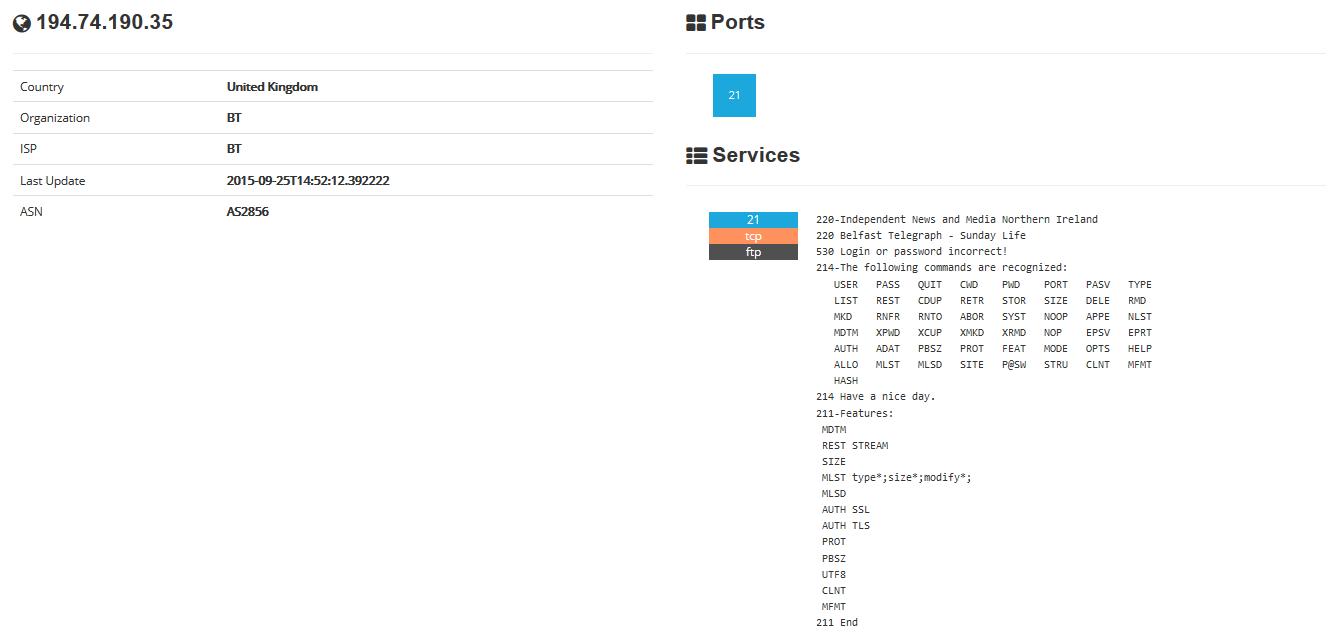 194.74.190.35
Country United Kingdom
Organization BT
ISP BT
Last Update 2015-09-25T14:52:12.392222
ASN AS2856
Ports
21
Services
21
tcp
ftp
220-Independent News and Media Northern Ireland
220 Belfast Telegraph - Sunday Life
530 Login or password incorrect!
214-The following commands are recognized:
USER PASS QUIT CWD PWD PORT PASV TYPE
LIST REST CDUP RETR STOR SIZE DELE RMD
MKD RNFR RNTO ABOR SYST NOOP APPE NLST
MDTM XPWD XCUP XMKD XRMD NOP EPSV EPRT
AUTH ADAT PBSZ PROT FEAT MODE OPTS HELP
ALLO MLST MLSD SITE P@SW STRU CLNT MFMT
HASH
214 Have a nice day.
211-Features:
MDTM
REST STREAM
SIZE
MLST type*;size*;modify*;
MLSD
AUTH SSL
AUTH TLS
PROT
PBSZ
UTF8
CLNT
MFMT
211 End